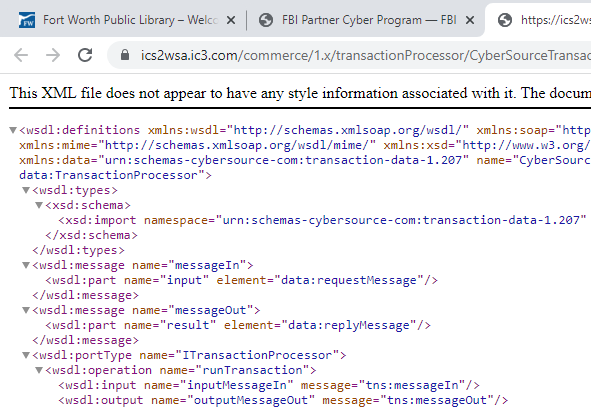 Fort Worth Public Library – Welco
FBI Partner Cyber Program — FBI
https://ics2ws
ics2wsa.ic3.com/commerce/1.x/transactionProcessor/CyberSourceTransac
This XML file does not appear to have any style information associated with it. The docum
<wsdl:definitions xmlns:wsdl="http://schemas.xmlsoap.org/wsdl/" xmlns:soap="http
xmlns:mime="http://schemas.xmlsoap.org/wsdl/mime/" xmlns:xsd="http://www.w3.org/
xmlns:data="urn:schemas-cybersource-com:transaction-data-1.207" name="CyberSourc
data:TransactionProcessor">
<wsdl:types>
<xsd:schema>
<xsd:import namespace="urn:schemas-cybersource-com:transaction-data-1.207"
</xsd:schema>
</wsdl:types>
<wsdl:message name="messageIn">
<wsdl:part name="input" element="data:requestMessage"/>
</wsdl:message>
<wsdl:message name="messageOut">
<wsdl:part name="result" element="data:replyMessage"/>
</wsdl:message>
<wsdl:portType name="ITransactionProcessor">
<wsdl:operation name="runTransaction">
<wsdl:input name="inputMessageIn" message="tns:messageIn"/>
<wsdl:output name="outputMessageOut" message="tns:messageOut"/>